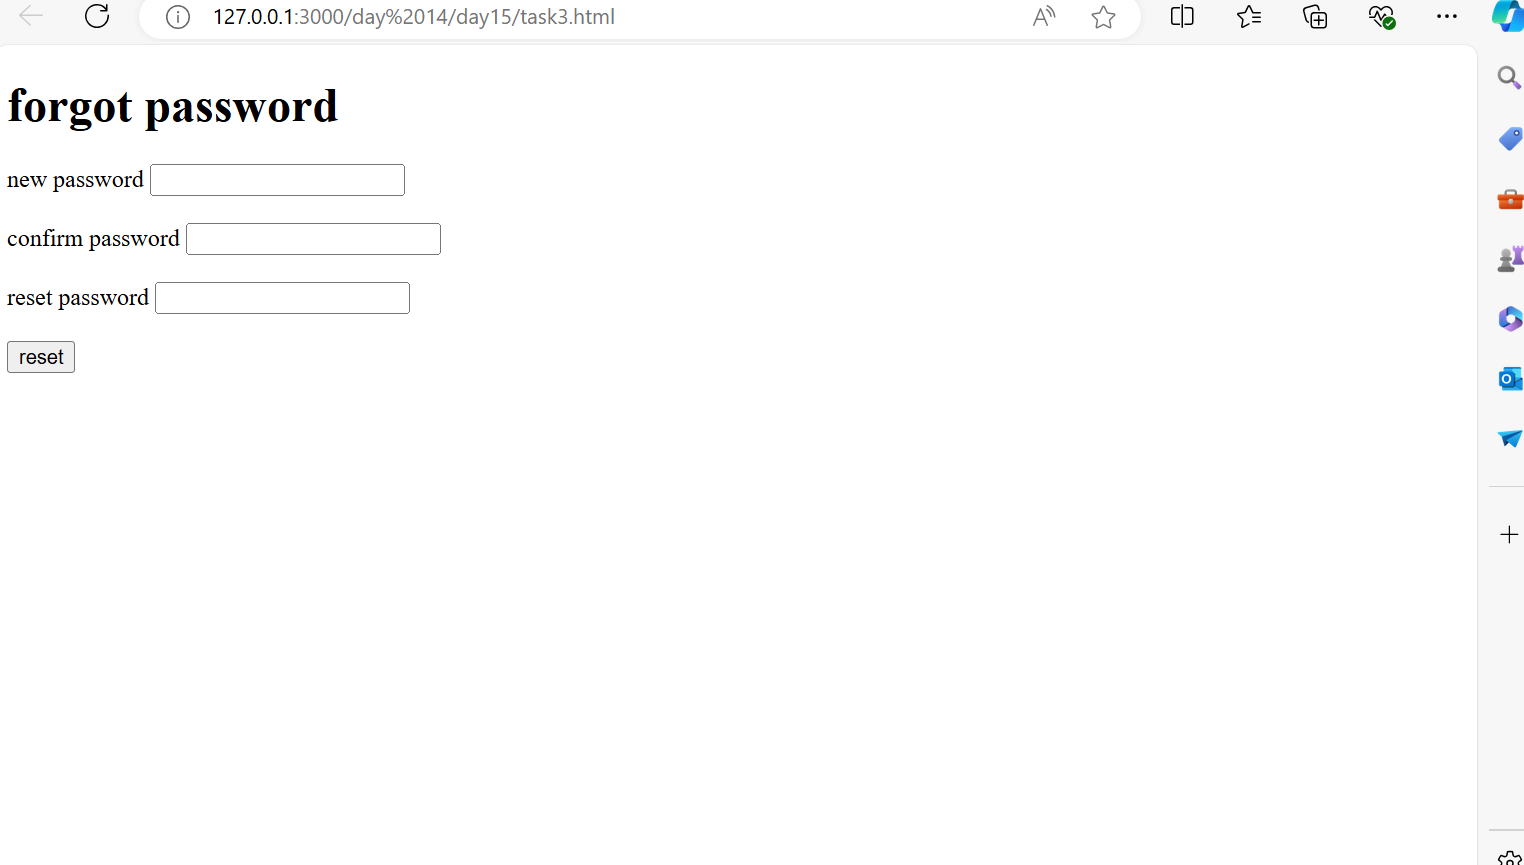 127.0.0.1:3000/day%2014/day15/task3.html
forgot password
new password
confirm password
reset password
reset